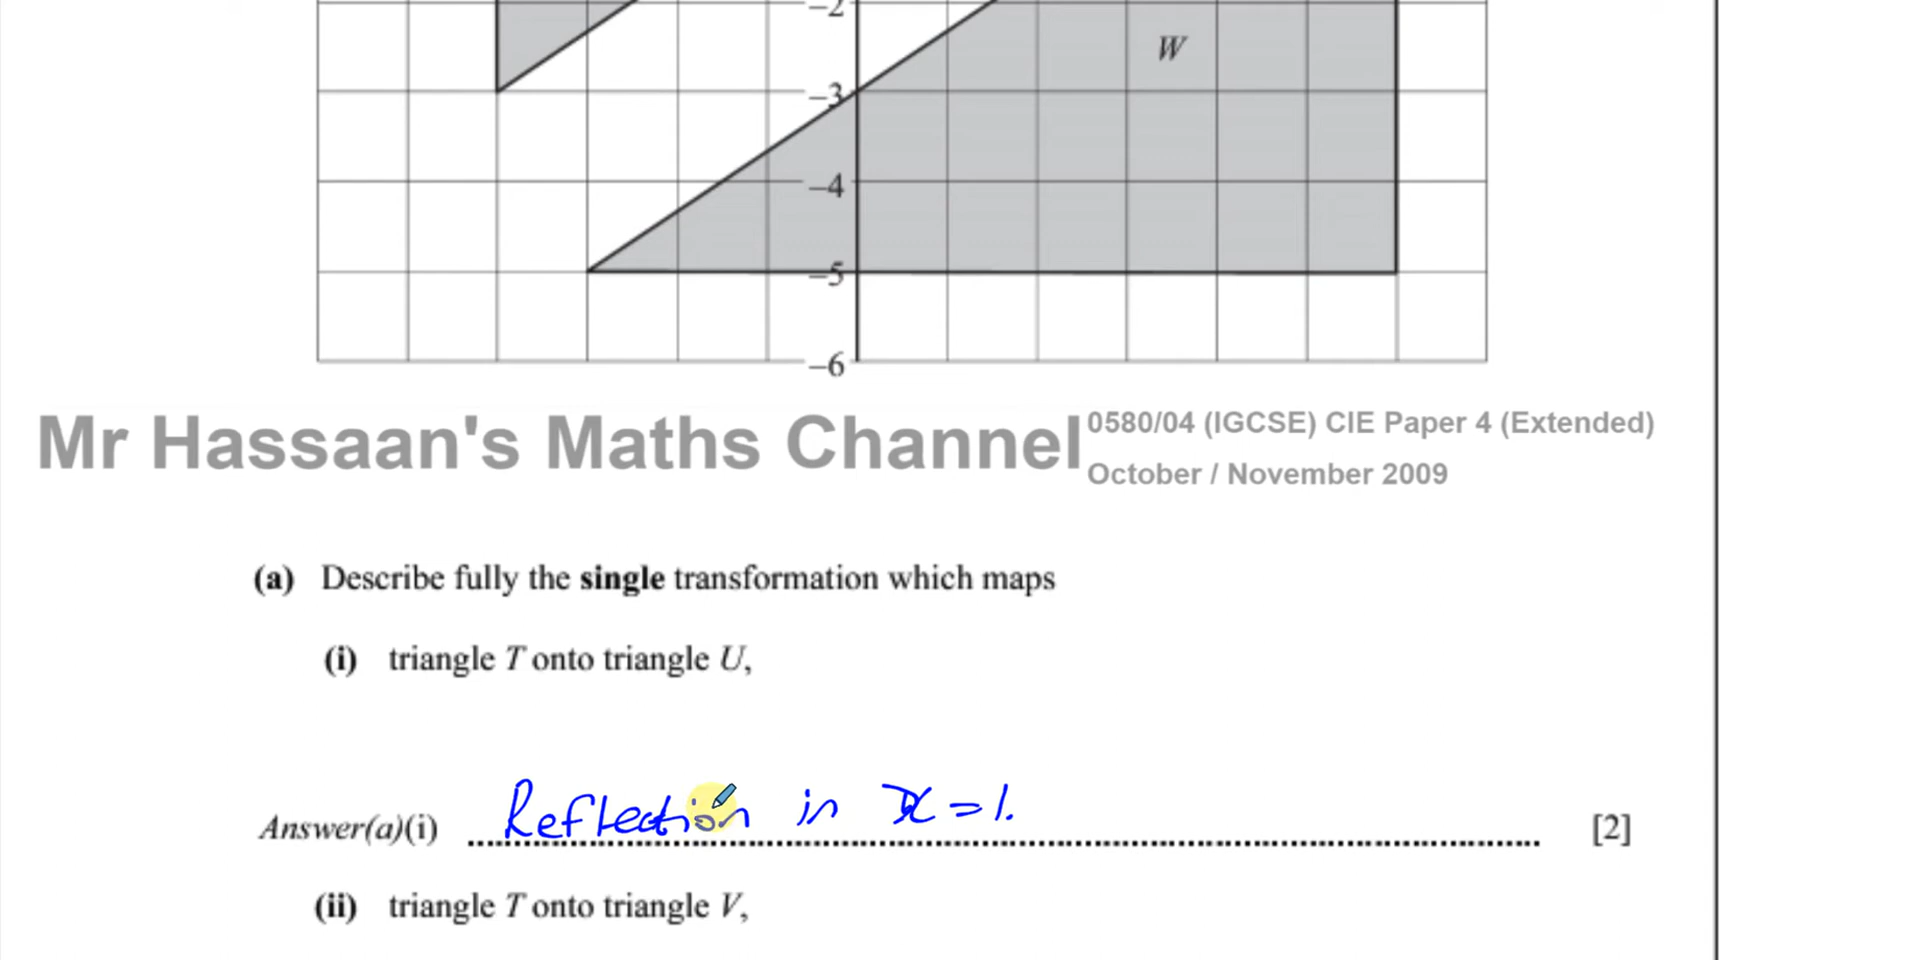 –2
W
–3
–4
–5
–6
Mr Hassaan's Maths Channel
0580/04 (IGCSE) CIE Paper 4 (Extended)
October / November 2009
(a) Describe fully the single transformation which maps
(i) triangle T onto triangle U,
Answer(a)(i) Reflection in x=1. [2]
(ii) triangle T onto triangle V,